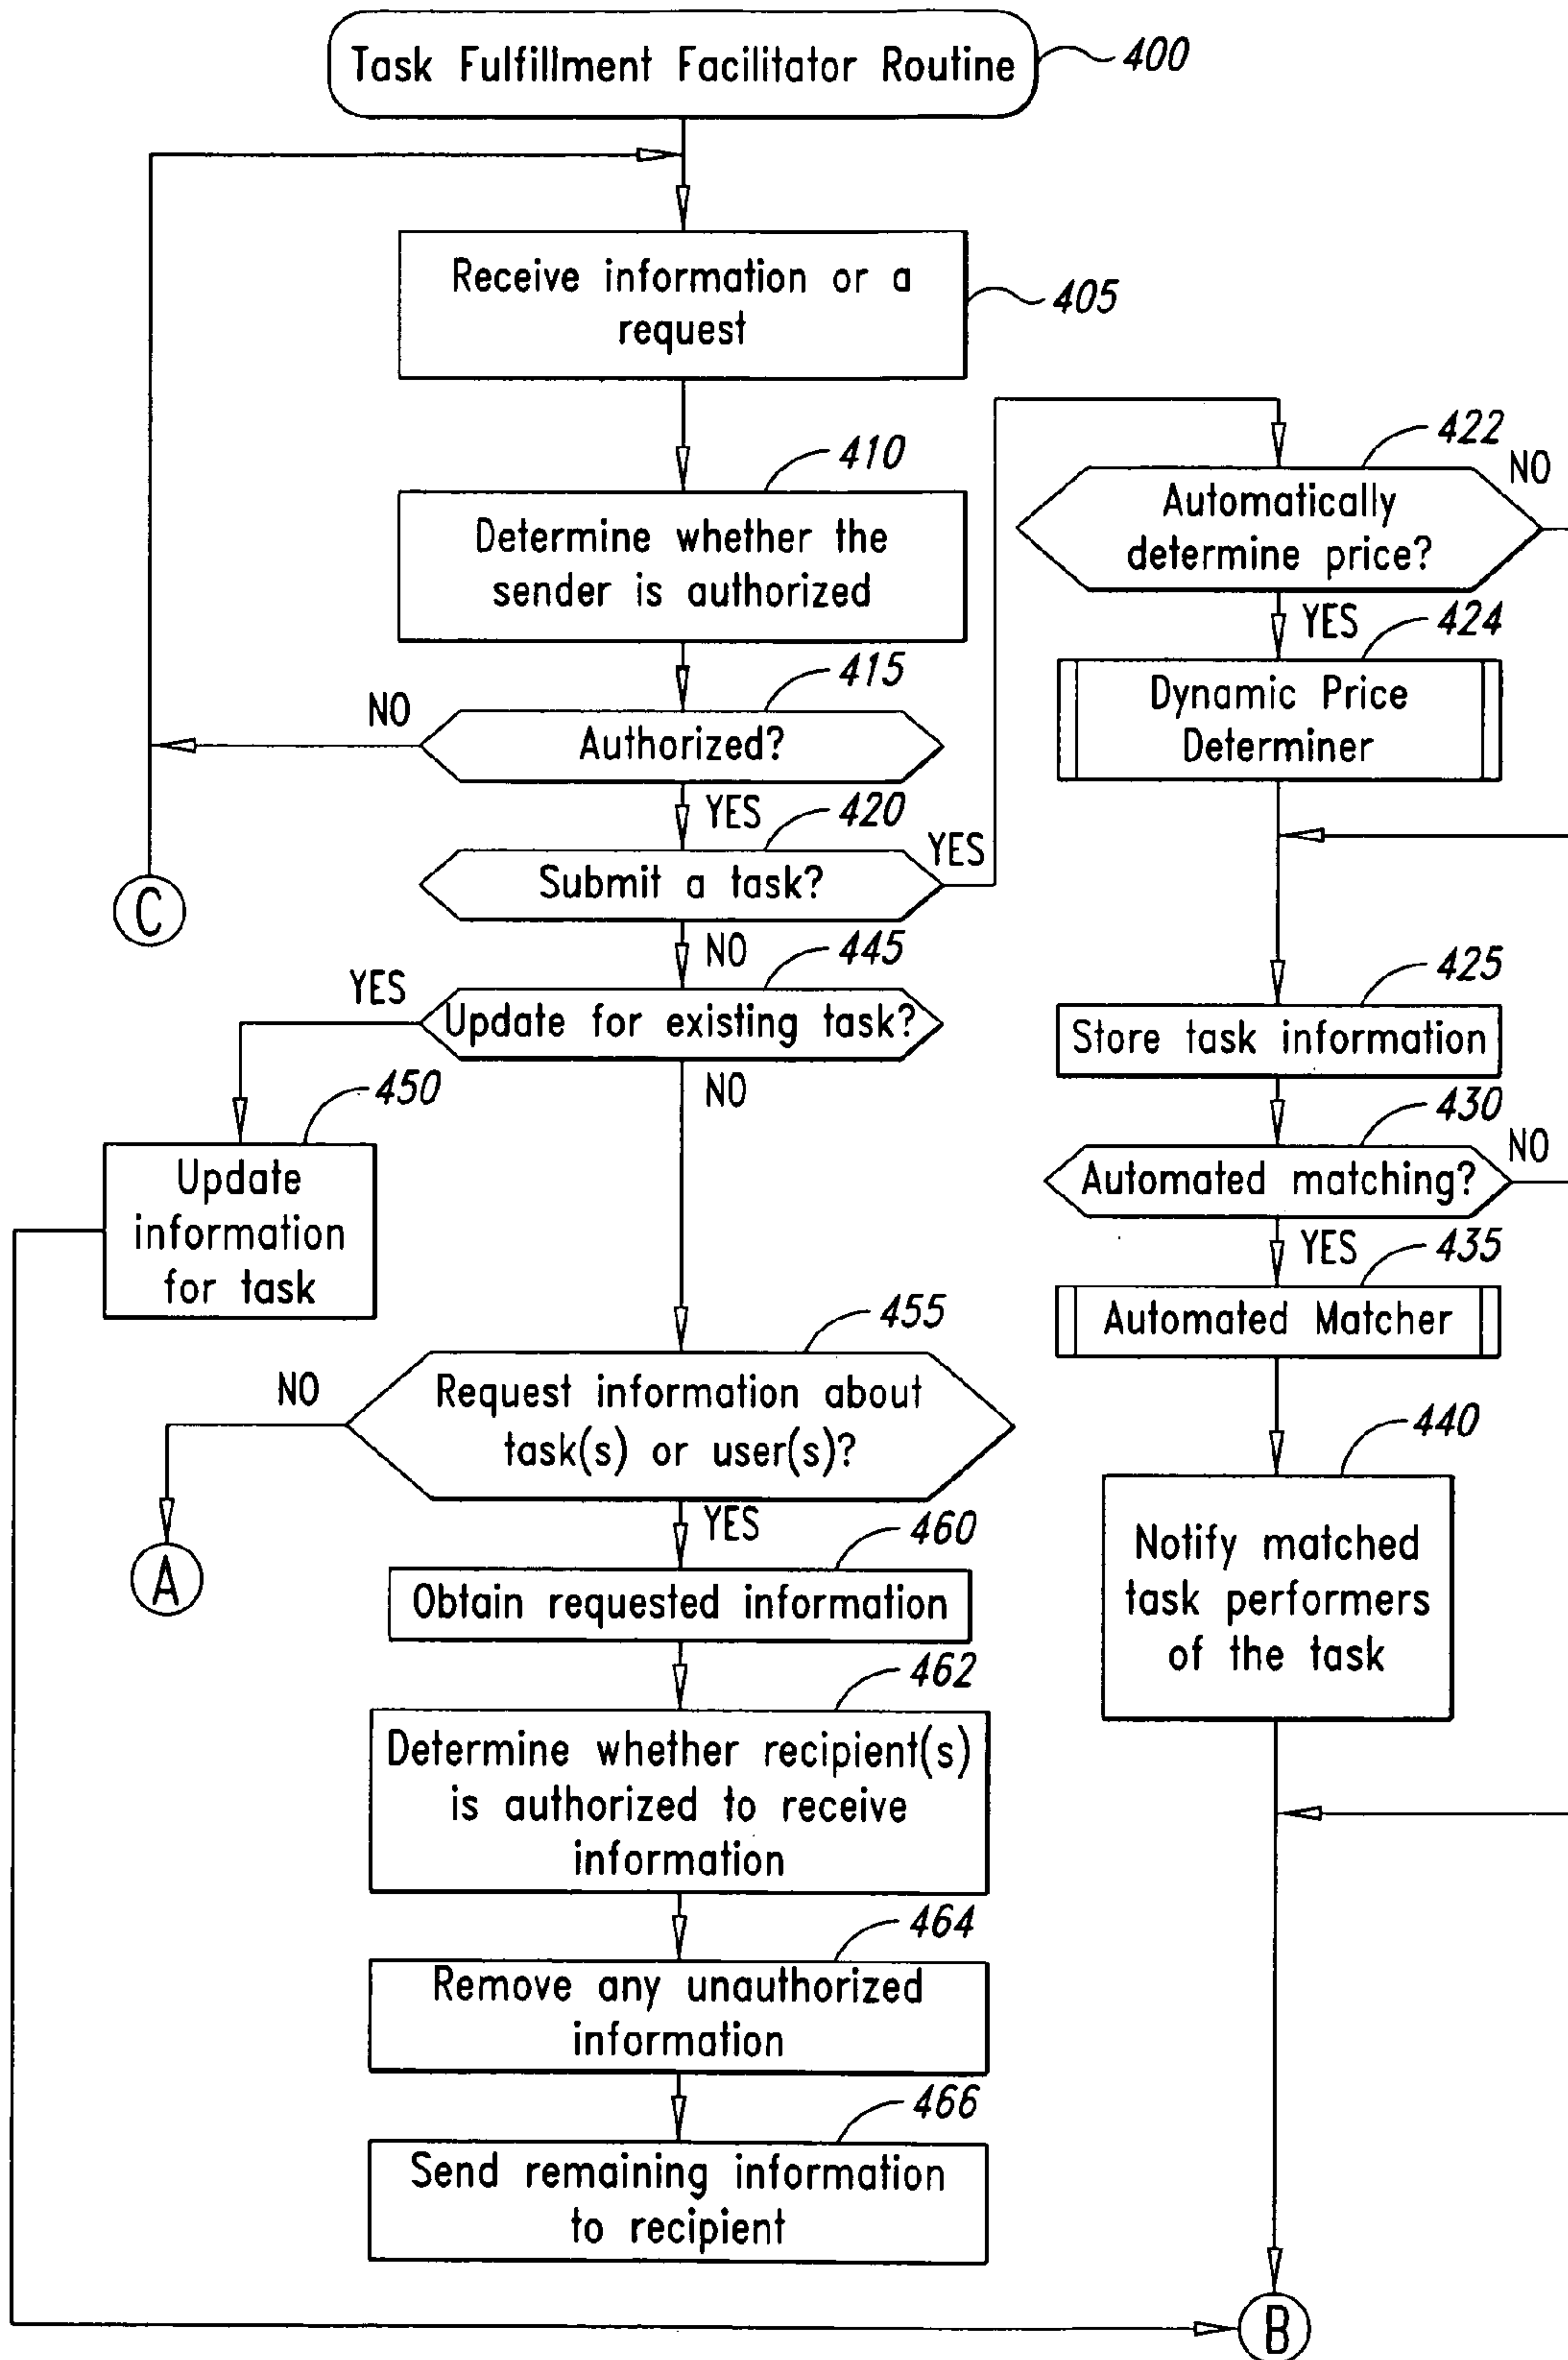 Task Fulfillment Facilitator Routine
400
Receive information or a
request
405
410
Determine whether the
sender is authorized
415
NO
Authorized?
YES
420
YES
Submit a task?
C
NO
445
YES
Update for existing task?
NO
450
Update
information
for task
455
NO
Request information about
task(s) or user(s)?
A
YES
460
Obtain requested information
462
Determine whether recipient(s)
is authorized to receive
information
464
Remove any unauthorized
information
466
Send remaining information
to recipient
422
NO
Automatically
determine price?
YES
424
Dynamic Price
Determiner
425
Store task information
430
NO
Automated matching?
YES
435
Automated Matcher
440
Notify matched
task performers
of the task
B